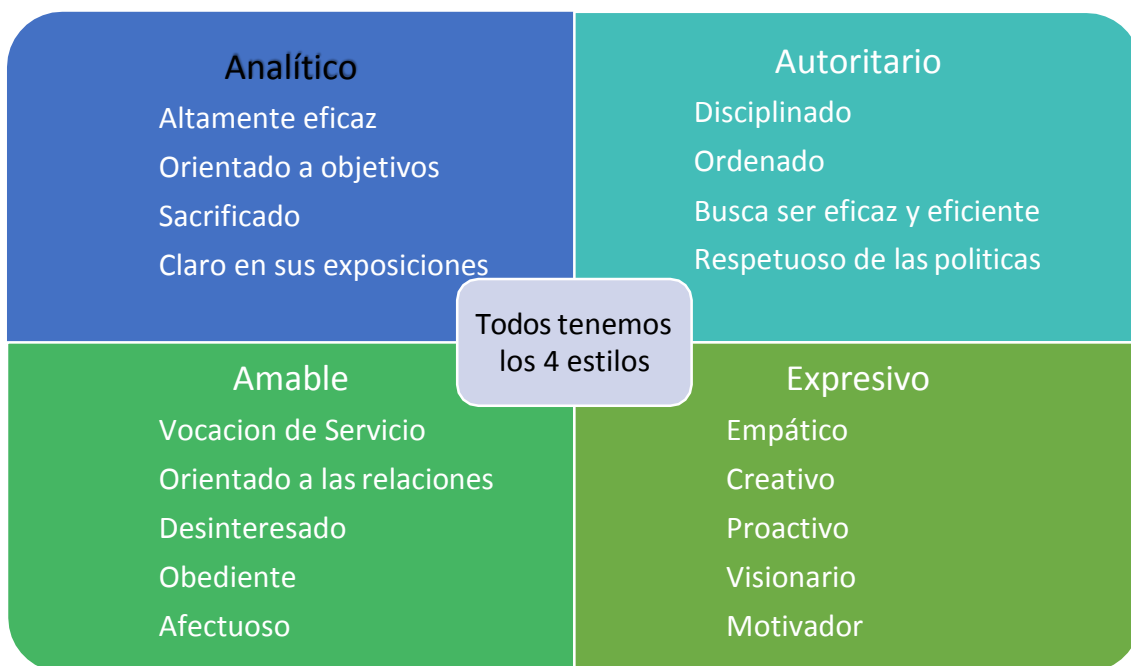 Analítico
Altamente eficaz
Orientado a objetivos
Sacrificado
Claro en sus exposiciones
Autoritario
Disciplinado
Ordenado
Busca ser eficaz y eficiente
Respetuoso de las politicas
Todos tenemos
los 4 estilos
Amable
Vocacion de Servicio
Orientado a las relaciones
Desinteresado
Obediente
Afectuoso
Expresivo
Empático
Creativo
Proactivo
Visionario
Motivador